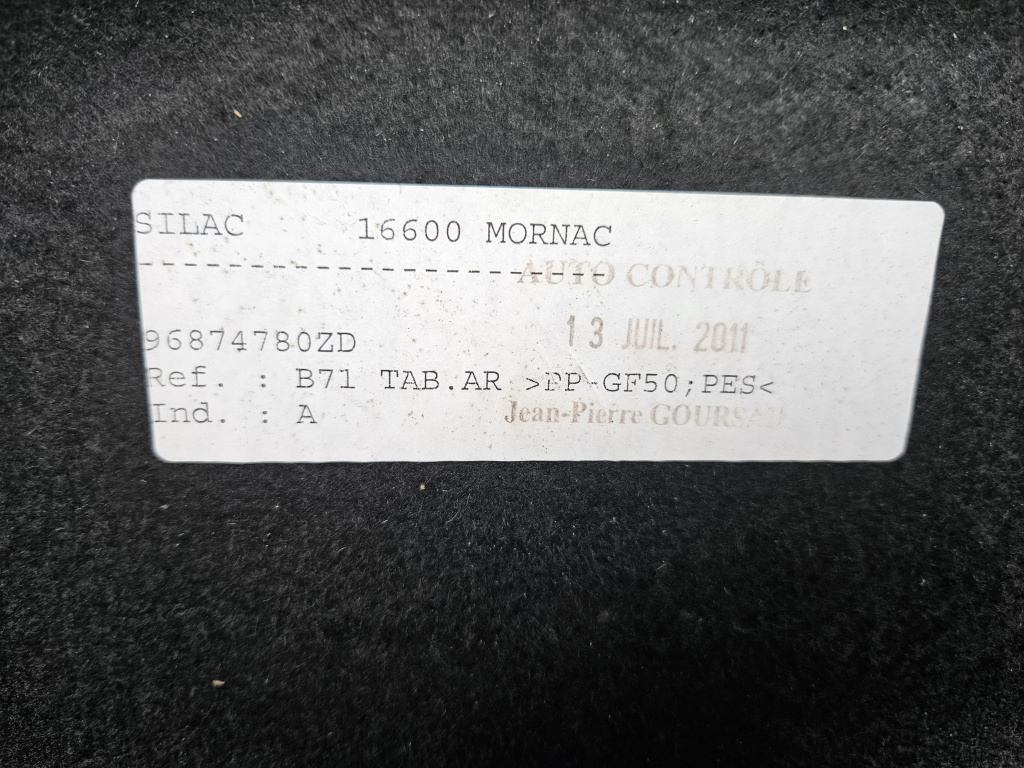 SILAC 16600 MORNAC
----------------------
AUTO CONTRÔLE
96874780ZD
13 JUIL. 2011
Ref. : B71 TAB.AR >PP-GF50;PES<
Ind. : A
Jean-Pierre